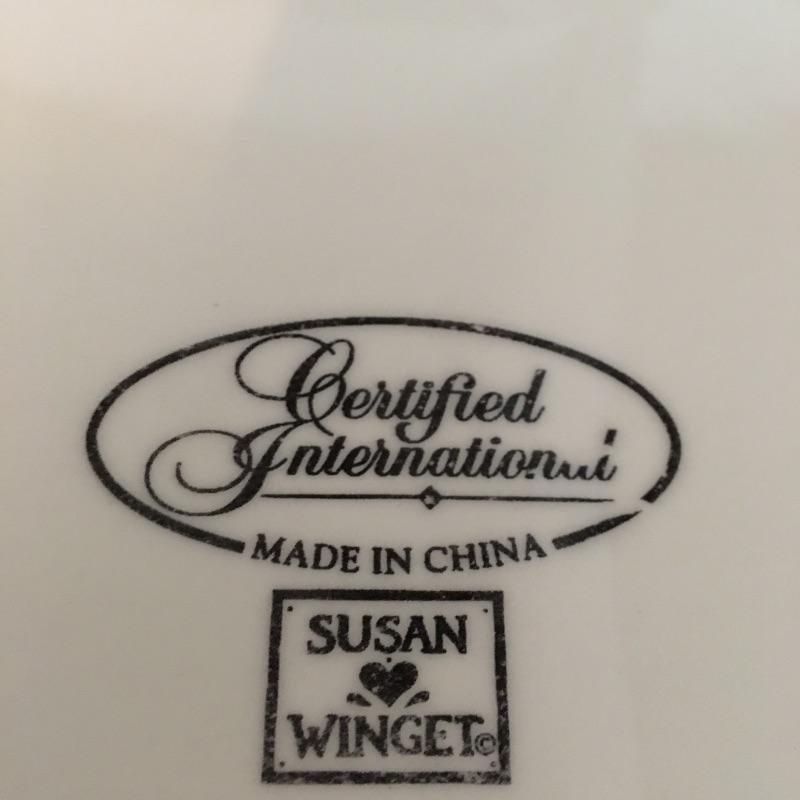 Certified
International
MADE IN CHINA
SUSAN
WINGET©